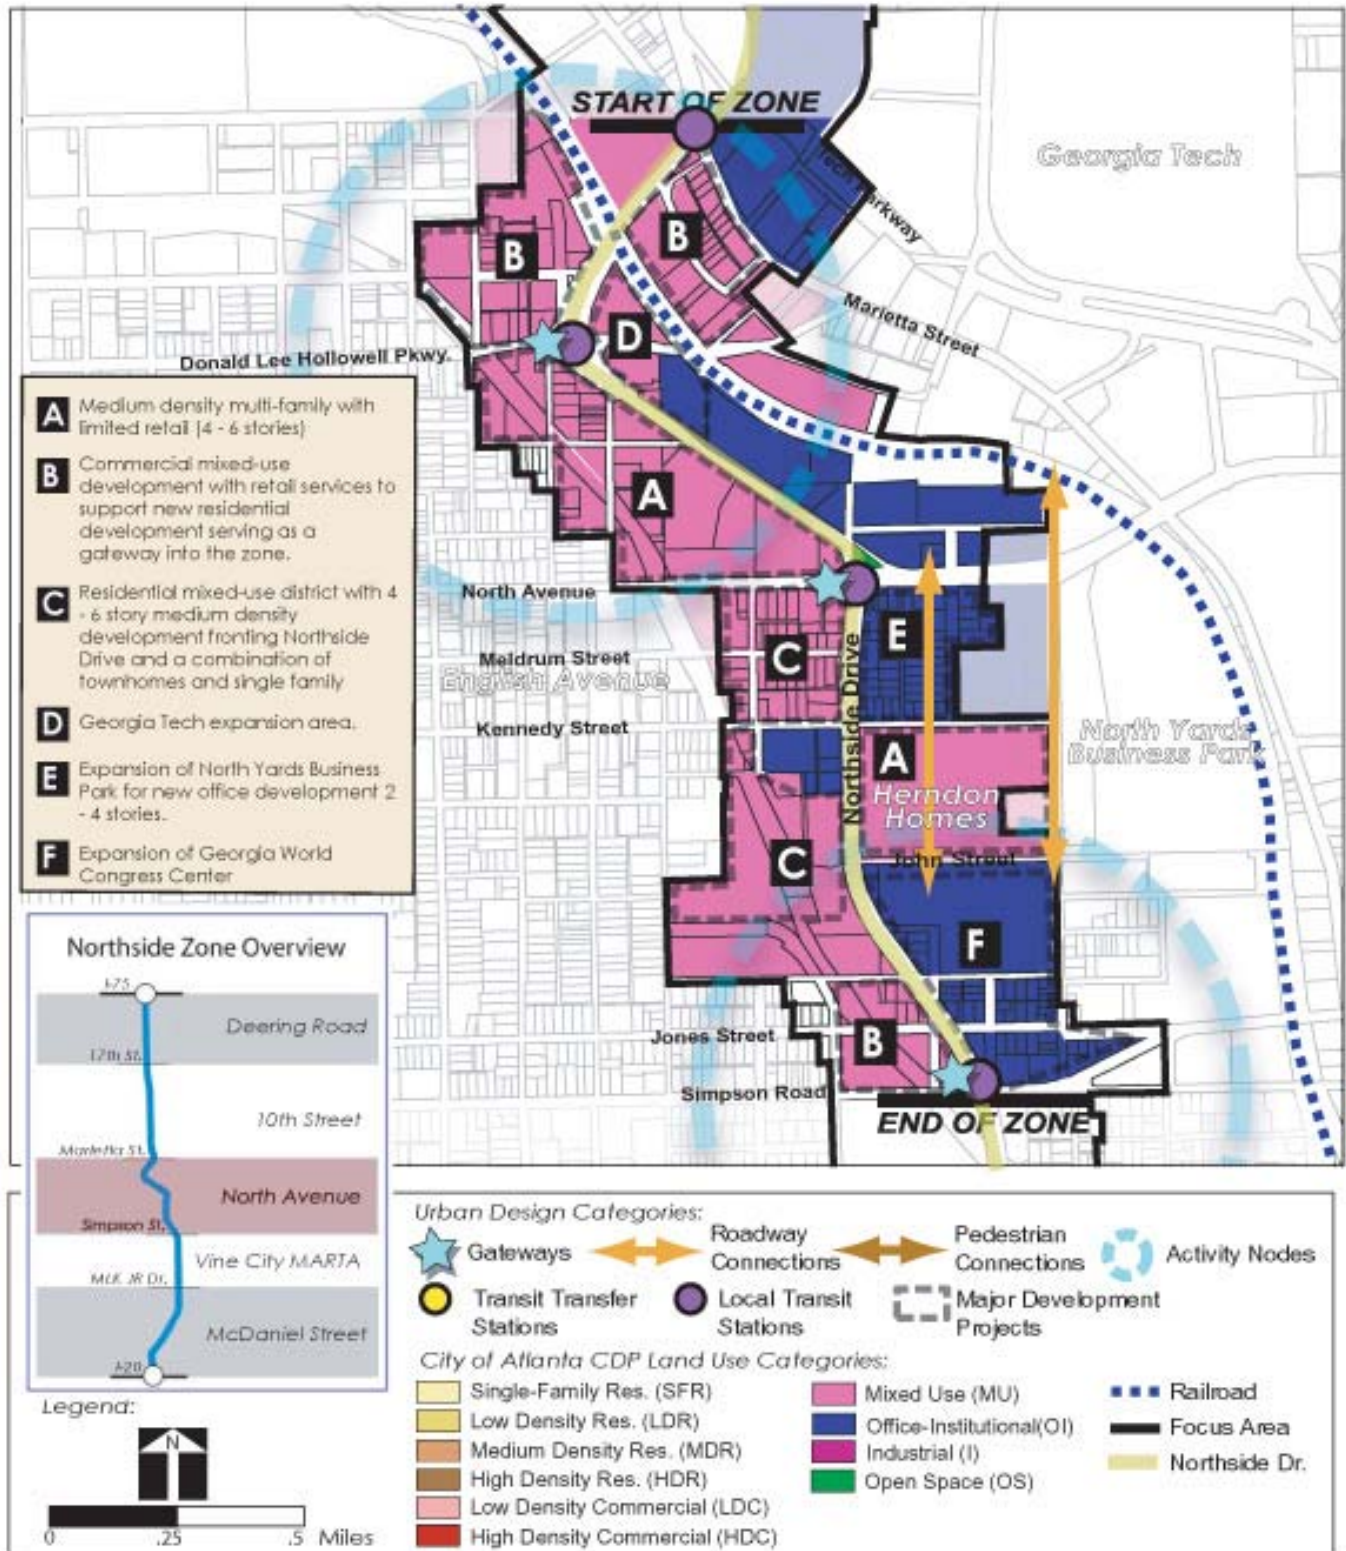 START OF ZONE
Georgia Tech
Tech Parkway
B
B
Marietta Street
D
Donald Lee Hollowell Pkwy.
A Medium density multi-family with
limited retail (4 - 6 stories)
B Commercial mixed-use
development with retail services to
support new residential
development serving as a
gateway into the zone.
C Residential mixed-use district with 4
- 6 story medium density
development fronting Northside
Drive and a combination of
townhomes and single family
D Georgia Tech expansion area.
E Expansion of North Yards Business
Park for new office development 2
- 4 stories.
F Expansion of Georgia World
Congress Center
A
North Avenue
E
Meldrum Street
C
English Avenue
Northside Drive
Kennedy Street
North Yards
Business Park
A
Herndon
Homes
John Street
C
F
Jones Street
B
Simpson Road
END OF ZONE
Northside Zone Overview
I-75
Deering Road
17th St.
10th Street
Marietta St.
North Avenue
Simpson St.
Vine City MARTA
MLK JR Dr.
McDaniel Street
I-20
Legend:
N
0 .25 .5 Miles
Urban Design Categories:
Gateways
Roadway
Connections
Pedestrian
Connections
Activity Nodes
Transit Transfer
Stations
Local Transit
Stations
Major Development
Projects
City of Atlanta CDP Land Use Categories:
Single-Family Res. (SFR)
Low Density Res. (LDR)
Medium Density Res. (MDR)
High Density Res. (HDR)
Low Density Commercial (LDC)
High Density Commercial (HDC)
Mixed Use (MU)
Office-Institutional(OI)
Industrial (I)
Open Space (OS)
Railroad
Focus Area
Northside Dr.